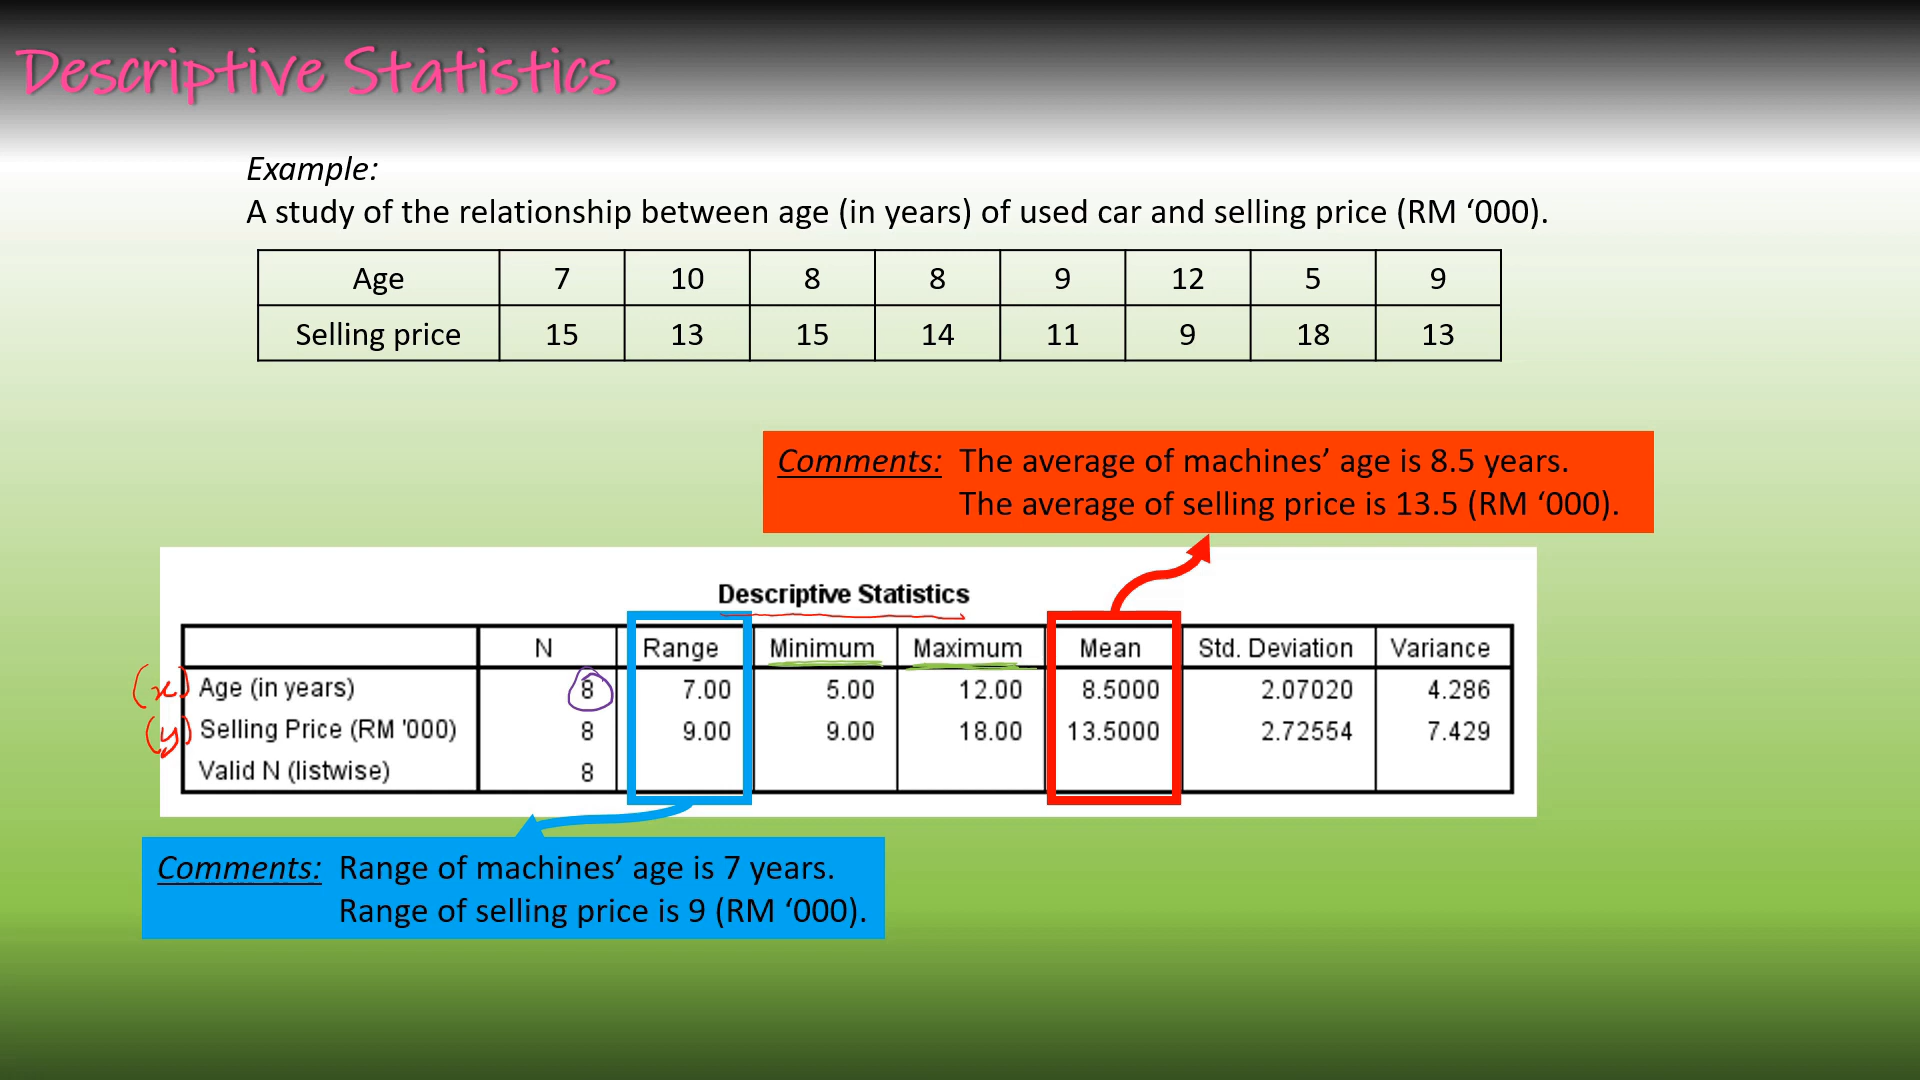 Descriptive Statistics
Example:
A study of the relationship between age (in years) of used car and selling price (RM ‘000).
Age 7 10 8 8 9 12 5 9
Selling price 15 13 15 14 11 9 18 13
Comments: The average of machines’ age is 8.5 years.
The average of selling price is 13.5 (RM ‘000).
Descriptive Statistics
N Range Minimum Maximum Mean Std. Deviation Variance
(x) Age (in years) 8 7.00 5.00 12.00 8.5000 2.07020 4.286
(y) Selling Price (RM '000) 8 9.00 9.00 18.00 13.5000 2.72554 7.429
Valid N (listwise) 8
Comments: Range of machines’ age is 7 years.
Range of selling price is 9 (RM ‘000).